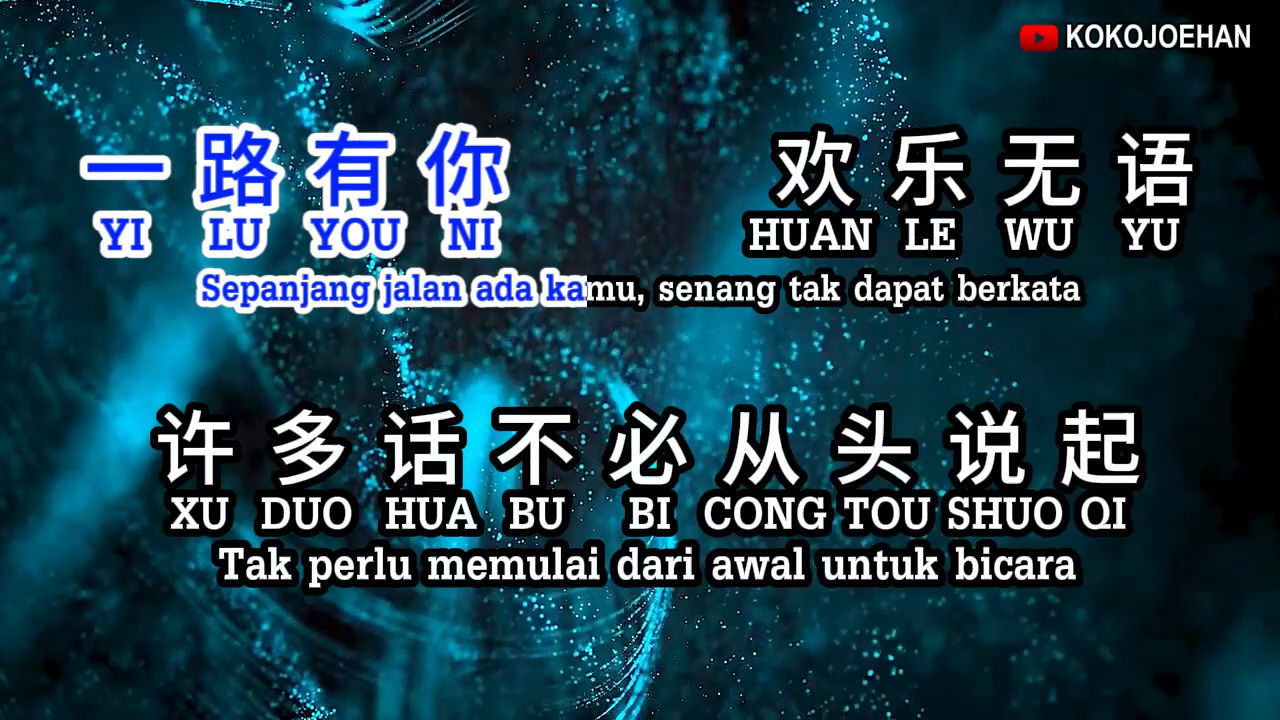 KOKOJOEHAN
一路有你 欢乐无语
YI LU YOU NI HUAN LE WU YU
Sepanjang jalan ada kamu, senang tak dapat berkata
许多话不必从头说起
XU DUO HUA BU BI CONG TOU SHUO QI
Tak perlu memulai dari awal untuk bicara